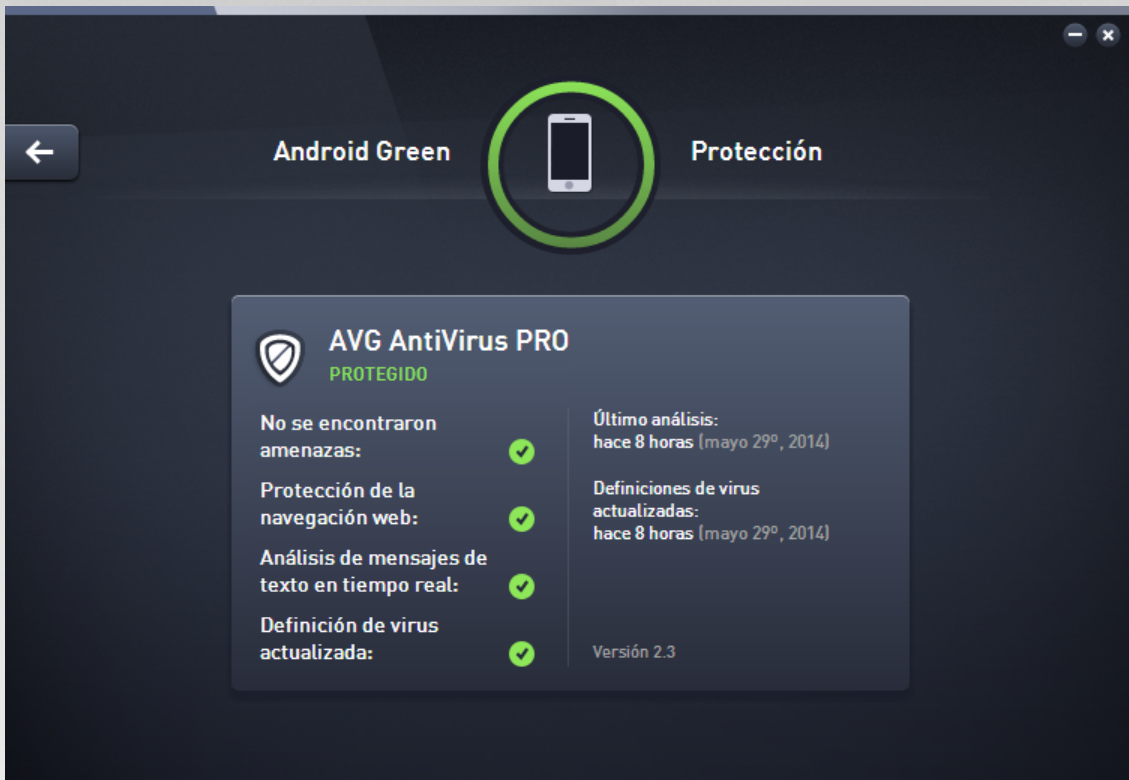 Android Green
Protección
AVG AntiVirus PRO
PROTEGIDO
No se encontraron
amenazas:
Protección de la
navegación web:
Análisis de mensajes de
texto en tiempo real:
Definición de virus
actualizada:
Último análisis:
hace 8 horas (mayo 29º, 2014)
Definiciones de virus
actualizadas:
hace 8 horas (mayo 29º, 2014)
Versión 2.3